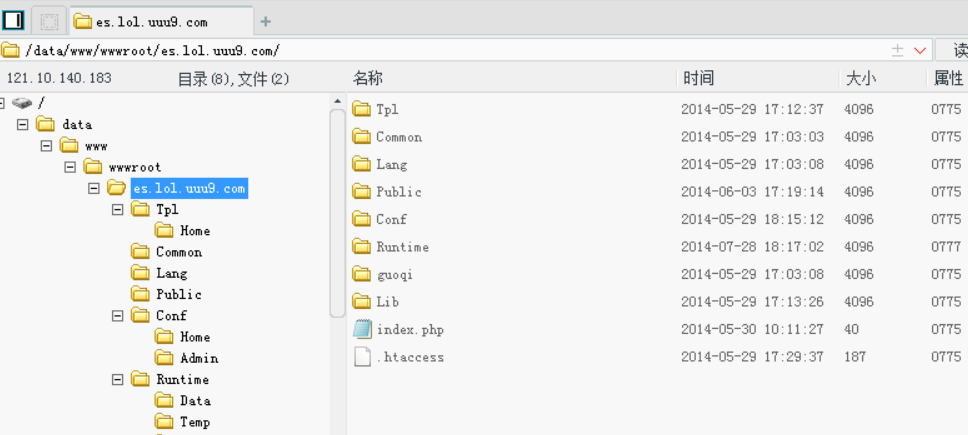 es.lol.uuu9.com
/data/www/wwwroot/es.lol.uuu9.com/
读
121.10.140.183 目录(8),文件(2)
名称 时间 大小 属性
/
data
www
wwwroot
es.lol.uuu9.com
Tpl
Home
Common
Lang
Public
Conf
Home
Admin
Runtime
Data
Temp
Tpl 2014-05-29 17:12:37 4096 0775
Common 2014-05-29 17:03:03 4096 0775
Lang 2014-05-29 17:03:08 4096 0775
Public 2014-06-03 17:19:14 4096 0775
Conf 2014-05-29 18:15:12 4096 0775
Runtime 2014-07-28 18:17:02 4096 0777
guoqi 2014-05-29 17:03:08 4096 0775
Lib 2014-05-29 17:13:26 4096 0775
index.php 2014-05-30 10:11:27 40 0775
.htaccess 2014-05-29 17:29:37 187 0775